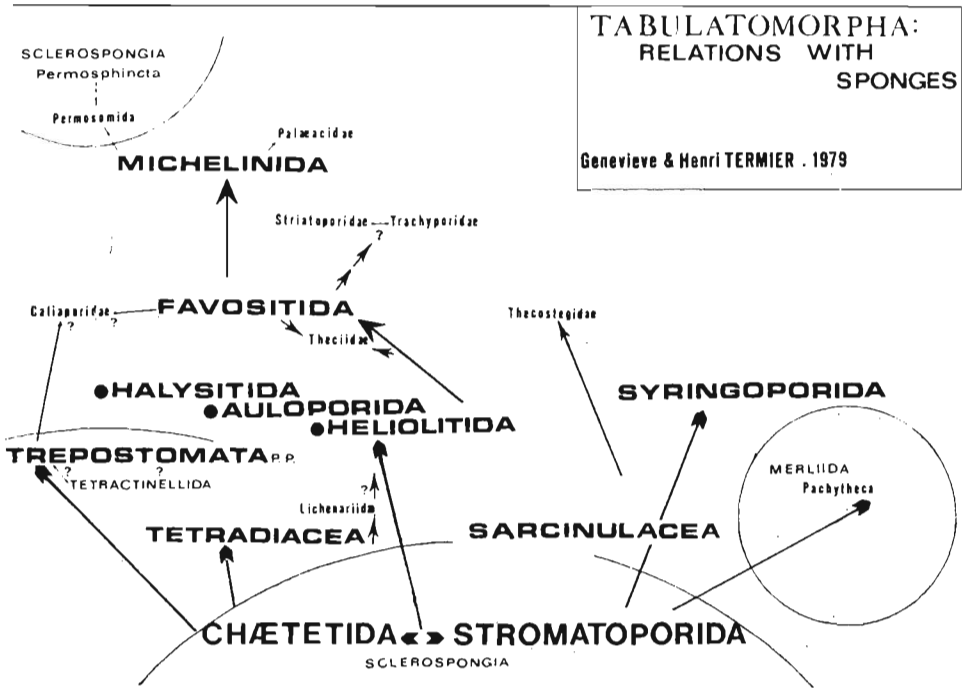 TABULATOMORPHA:
RELATIONS WITH
SPONGES
Genevieve & Henri TERMIER . 1979
SCLEROSPONGIA
Permosphincta
Permosomida
Palæacidae
MICHELINIDA
Striatoporidae — Trachyporidae
?
Caliaporidae
?
?
FAVOSITIDA
Theciidae
Thecostegidae
●HALYSITIDA
●AULOPORIDA
●HELIOLITIDA
SYRINGOPORIDA
TREPOSTOMATA P.P.
?
?
TETRACTINELLIDA
MERLIIDA
Pachytheca
?
Lichenariida
TETRADIACEA
SARCINULACEA
CHÆTETIDA STROMATOPORIDA
SCLEROSPONGIA